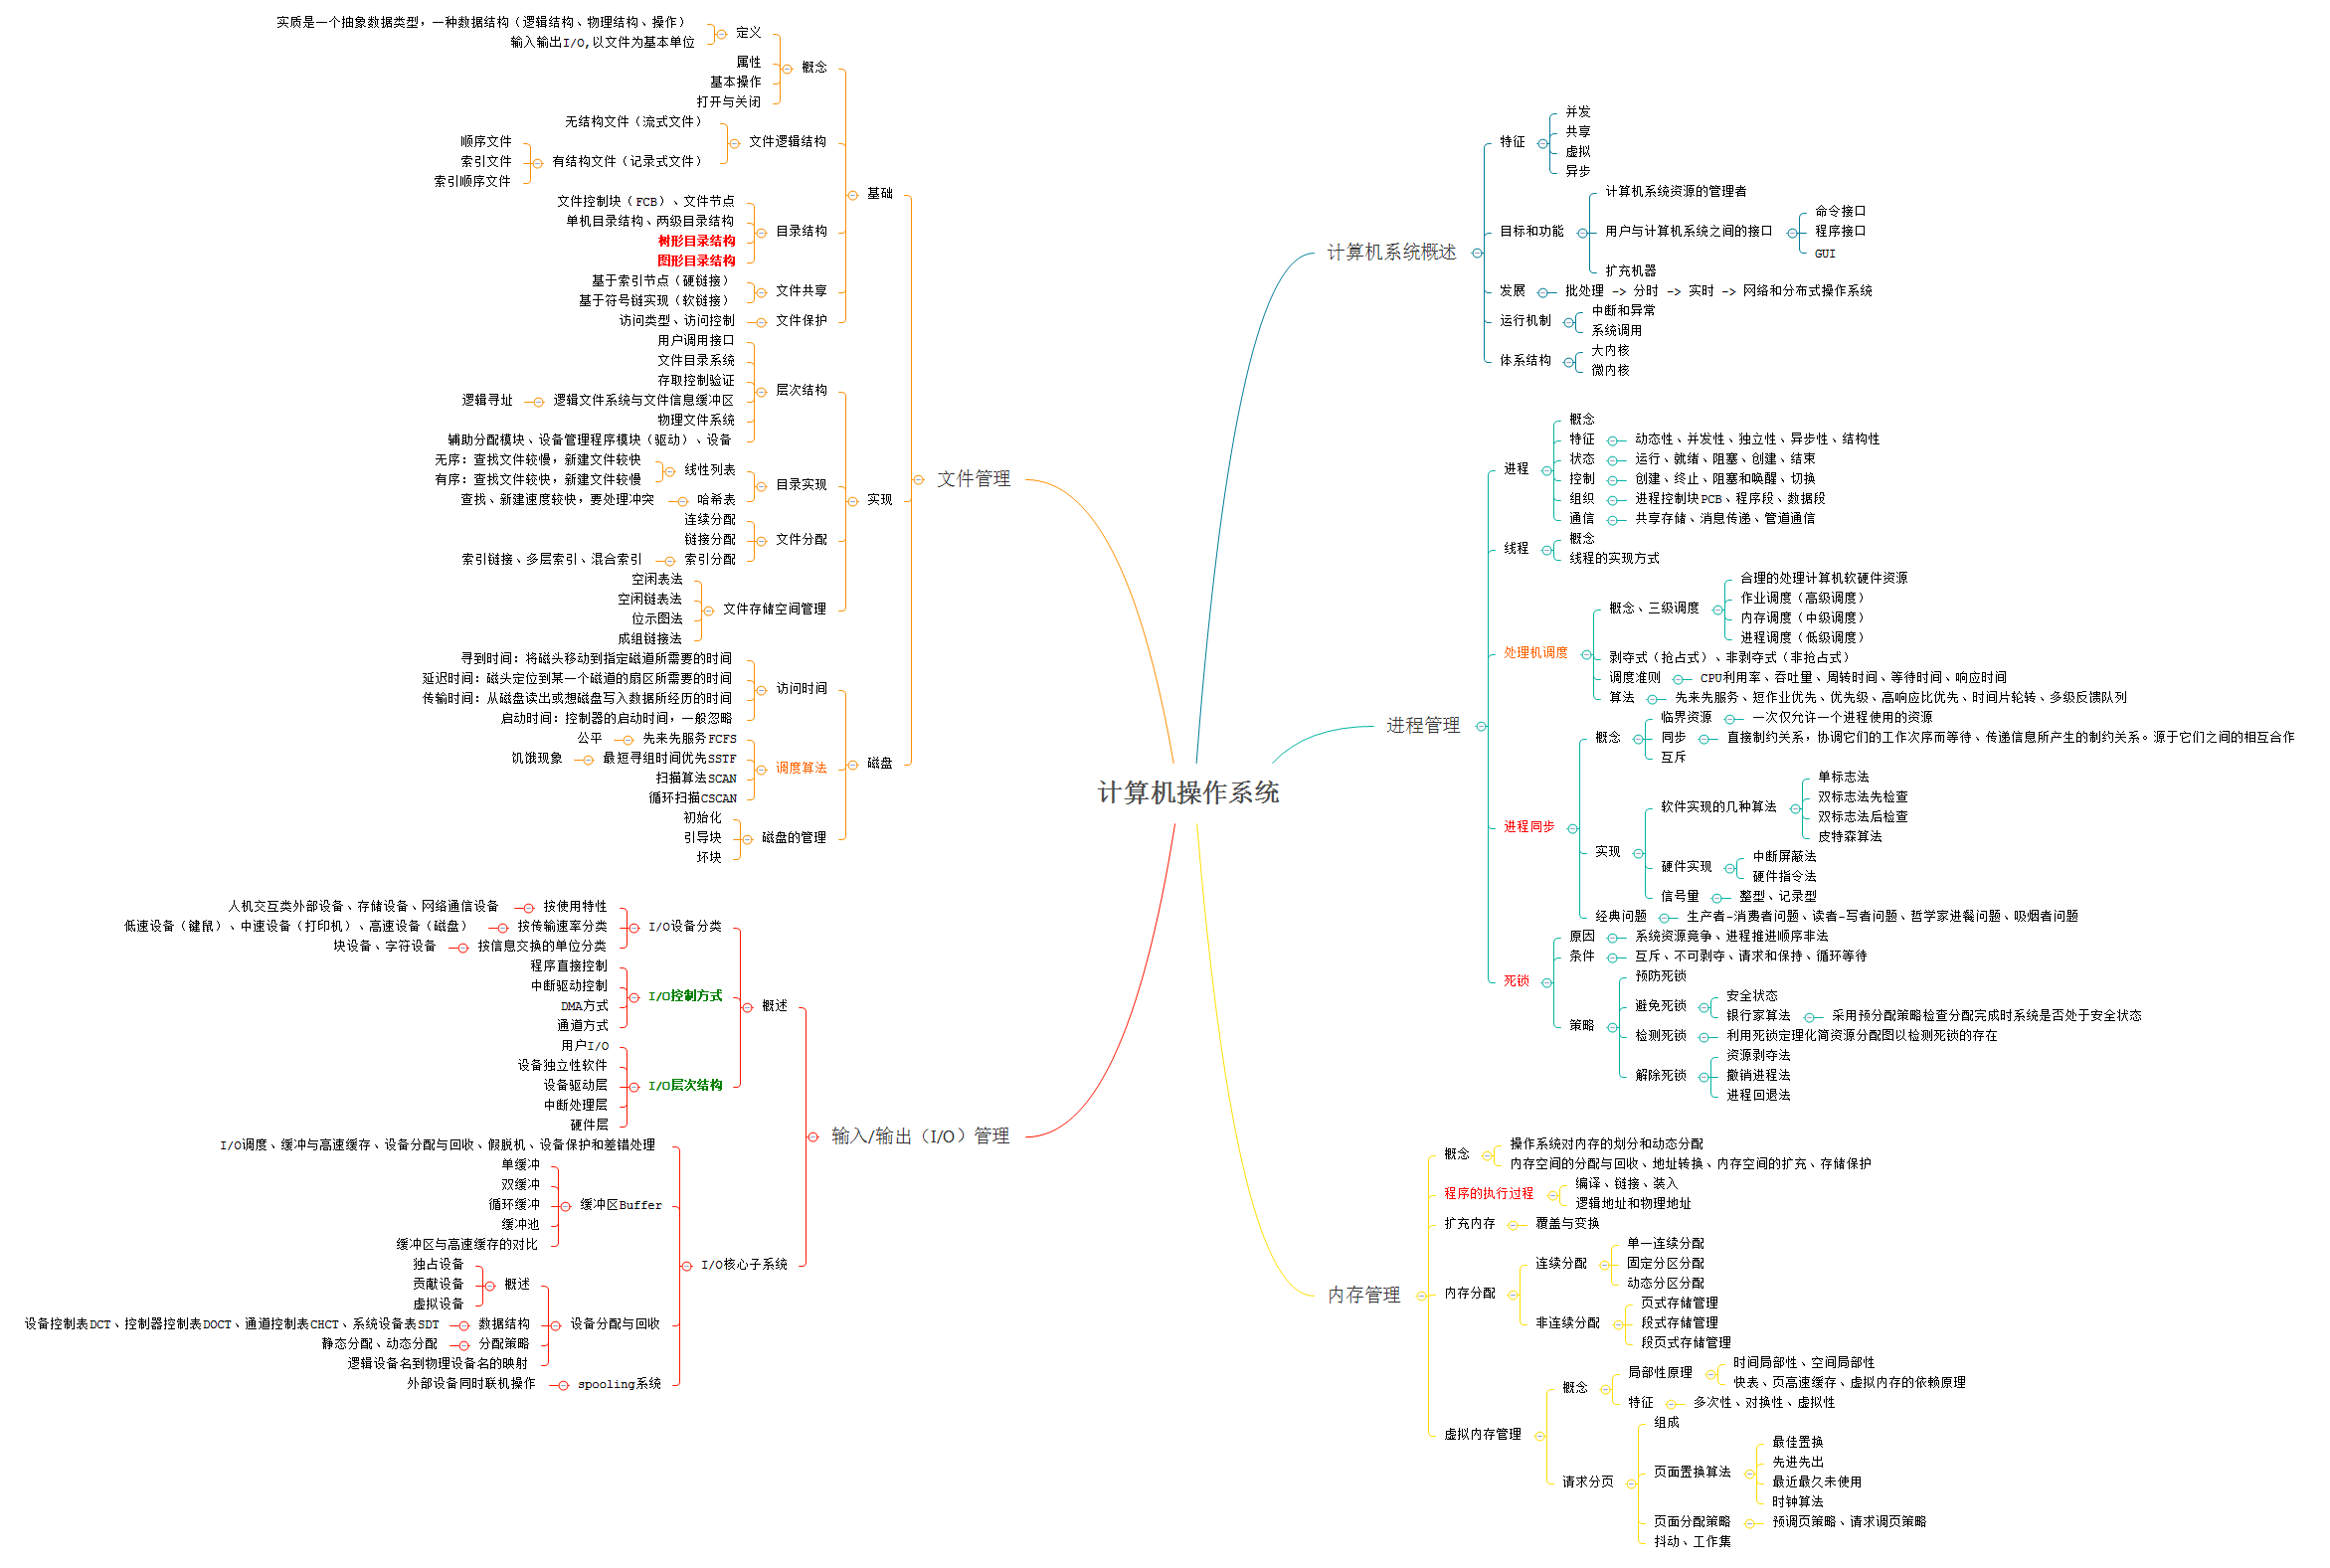 计算机操作系统
计算机系统概述
特征
并发
共享
虚拟
异步
目标和功能
计算机系统资源的管理者
用户与计算机系统之间的接口
命令接口
程序接口
GUI
扩充机器
发展
批处理 -> 分时 -> 实时 -> 网络和分布式操作系统
运行机制
中断和异常
系统调用
体系结构
大内核
微内核
进程管理
进程
概念
特征
动态性、并发性、独立性、异步性、结构性
状态
运行、就绪、阻塞、创建、结束
控制
创建、终止、阻塞和唤醒、切换
组织
进程控制块PCB、程序段、数据段
通信
共享存储、消息传递、管道通信
线程
概念
线程的实现方式
处理机调度
概念、三级调度
合理的处理计算机软硬件资源
作业调度（高级调度）
内存调度（中级调度）
进程调度（低级调度）
剥夺式（抢占式）、非剥夺式（非抢占式）
调度准则
CPU利用率、吞吐量、周转时间、等待时间、响应时间
算法
先来先服务、短作业优先、优先级、高响应比优先、时间片轮转、多级反馈队列
进程同步
概念
临界资源
一次仅允许一个进程使用的资源
同步
直接制约关系，协调它们的工作次序而等待、传递信息所产生的制约关系。源于它们之间的相互合作
互斥
实现
软件实现的几种算法
单标志法
双标志法先检查
双标志法后检查
皮特森算法
硬件实现
中断屏蔽法
硬件指令法
信号量
整型、记录型
经典问题
生产者-消费者问题、读者-写者问题、哲学家进餐问题、吸烟者问题
死锁
原因
系统资源竟争、进程推进顺序非法
条件
互斥、不可剥夺、请求和保持、循环等待
策略
预防死锁
避免死锁
安全状态
银行家算法
采用预分配策略检查分配完成时系统是否处于安全状态
检测死锁
利用死锁定理化简资源分配图以检测死锁的存在
解除死锁
资源剥夺法
撤销进程法
进程回退法
内存管理
概念
操作系统对内存的划分和动态分配
内存空间的分配与回收、地址转换、内存空间的扩充、存储保护
程序的执行过程
编译、链接、装入
逻辑地址和物理地址
扩充内存
覆盖与变换
内存分配
连续分配
单一连续分配
固定分区分配
动态分区分配
非连续分配
页式存储管理
段式存储管理
段页式存储管理
虚拟内存管理
概念
局部性原理
时间局部性、空间局部性
快表、页高速缓存、虚拟内存的依赖原理
特征
多次性、对换性、虚拟性
请求分页
组成
页面置换算法
最佳置换
先进先出
最近最久未使用
时钟算法
页面分配策略
预调页策略、请求调页策略
抖动、工作集
文件管理
基础
概念
定义
实质是一个抽象数据类型，一种数据结构（逻辑结构、物理结构、操作）
输入输出I/O,以文件为基本单位
属性
基本操作
打开与关闭
文件逻辑结构
无结构文件（流式文件）
有结构文件（记录式文件）
顺序文件
索引文件
索引顺序文件
目录结构
文件控制块（FCB）、文件节点
单机目录结构、两级目录结构
树形目录结构
图形目录结构
文件共享
基于索引节点（硬链接）
基于符号链实现（软链接）
文件保护
访问类型、访问控制
实现
层次结构
用户调用接口
文件目录系统
存取控制验证
逻辑文件系统与文件信息缓冲区
逻辑寻址
物理文件系统
辅助分配模块、设备管理程序模块（驱动）、设备
目录实现
线性列表
无序：查找文件较慢，新建文件较快
有序：查找文件较快，新建文件较慢
哈希表
查找、新建速度较快，要处理冲突
文件分配
连续分配
链接分配
索引分配
索引链接、多层索引、混合索引
文件存储空间管理
空闲表法
空闲链表法
位示图法
成组链接法
磁盘
访问时间
寻到时间：将磁头移动到指定磁道所需要的时间
延迟时间：磁头定位到某一个磁道的扇区所需要的时间
传输时间：从磁盘读出或想磁盘写入数据所经历的时间
启动时间：控制器的启动时间，一般忽略
调度算法
先来先服务FCFS
公平
最短寻组时间优先SSTF
饥饿现象
扫描算法SCAN
循环扫描CSCAN
磁盘的管理
初始化
引导块
坏块
输入/输出（I/O）管理
概述
I/O设备分类
按使用特性
人机交互类外部设备、存储设备、网络通信设备
按传输速率分类
低速设备（键鼠）、中速设备（打印机）、高速设备（磁盘）
按信息交换的单位分类
块设备、字符设备
I/O控制方式
程序直接控制
中断驱动控制
DMA方式
通道方式
I/O层次结构
用户I/O
设备独立性软件
设备驱动层
中断处理层
硬件层
I/O核心子系统
I/O调度、缓冲与高速缓存、设备分配与回收、假脱机、设备保护和差错处理
缓冲区Buffer
单缓冲
双缓冲
循环缓冲
缓冲池
缓冲区与高速缓存的对比
设备分配与回收
概述
独占设备
贡献设备
虚拟设备
数据结构
设备控制表DCT、控制器控制表DOCT、通道控制表CHCT、系统设备表SDT
分配策略
静态分配、动态分配
逻辑设备名到物理设备名的映射
spooling系统
外部设备同时联机操作